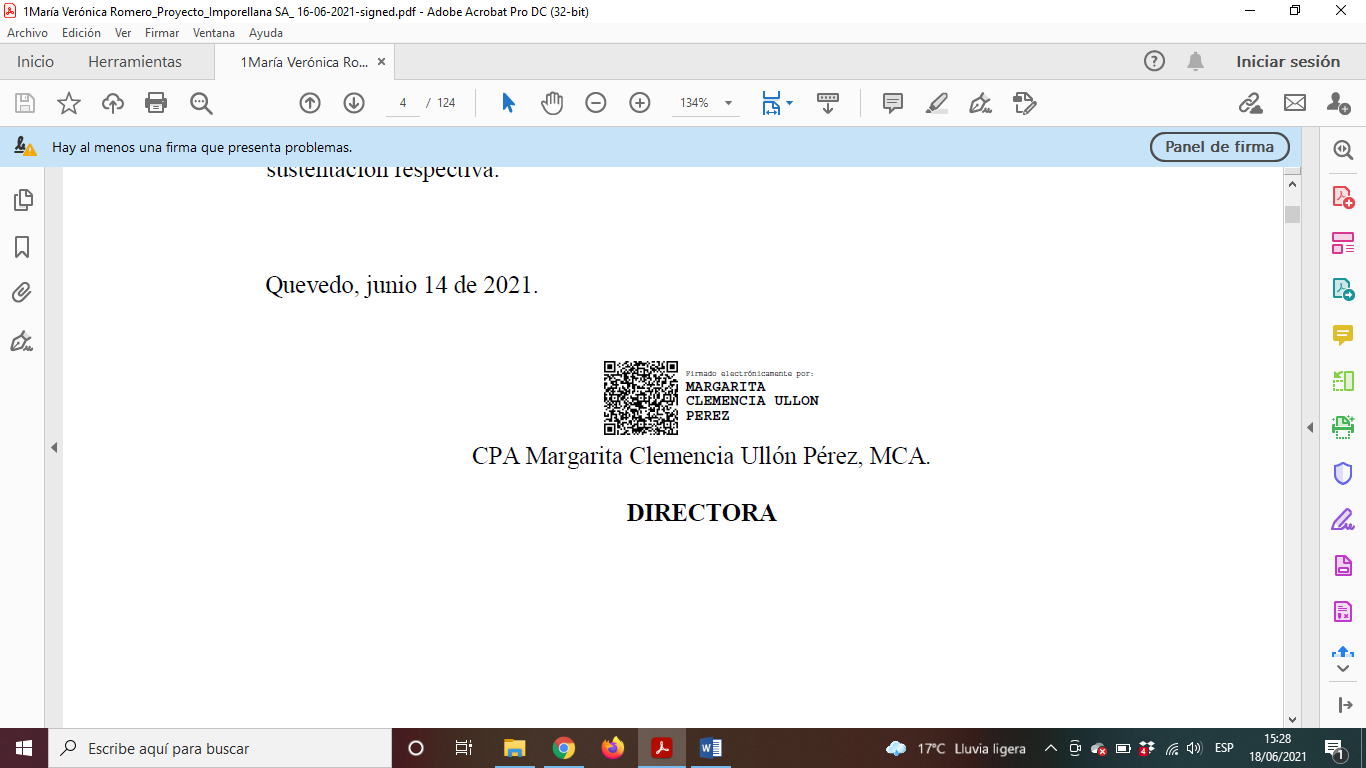 1María Verónica Romero_Proyecto_Imporellana SA_ 16-06-2021-signed.pdf - Adobe Acrobat Pro DC (32-bit)
Archivo Edición Ver Firmar Ventana Ayuda
Inicio Herramientas 1María Verónica Ro... Iniciar sesión
4 / 124 134%
Hay al menos una firma que presenta problemas. Panel de firma
sustentación respectiva.
Quevedo, junio 14 de 2021.
Firmado electrónicamente por:
MARGARITA
CLEMENCIA ULLON
PEREZ
CPA Margarita Clemencia Ullón Pérez, MCA.
DIRECTORA
Escribe aquí para buscar 17°C Lluvia ligera ESP 15:28
18/06/2021